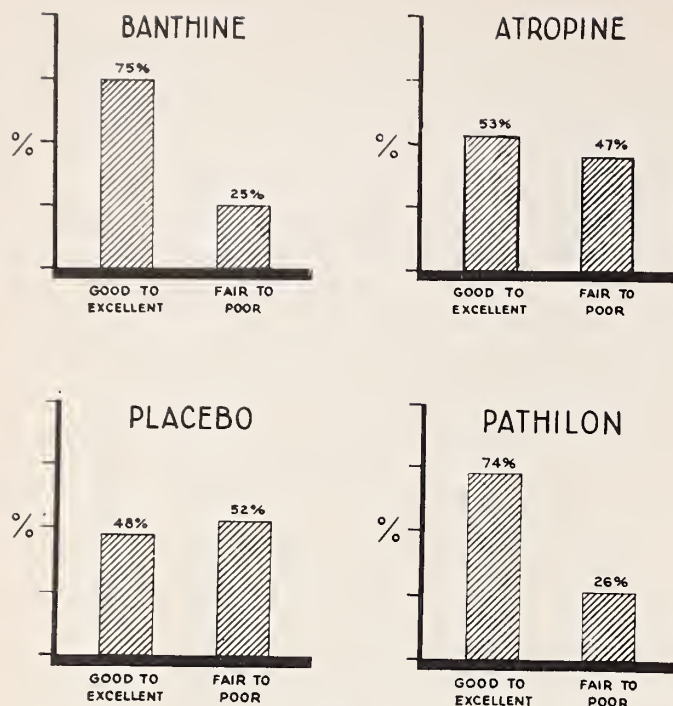 BANTHINE
75%
25%
%
GOOD TO
EXCELLENT
FAIR TO
POOR
ATROPINE
53%
47%
%
GOOD TO
EXCELLENT
FAIR TO
POOR
PLACEBO
48%
52%
%
GOOD TO
EXCELLENT
FAIR TO
POOR
PATHILON
74%
26%
%
GOOD TO
EXCELLENT
FAIR TO
POOR